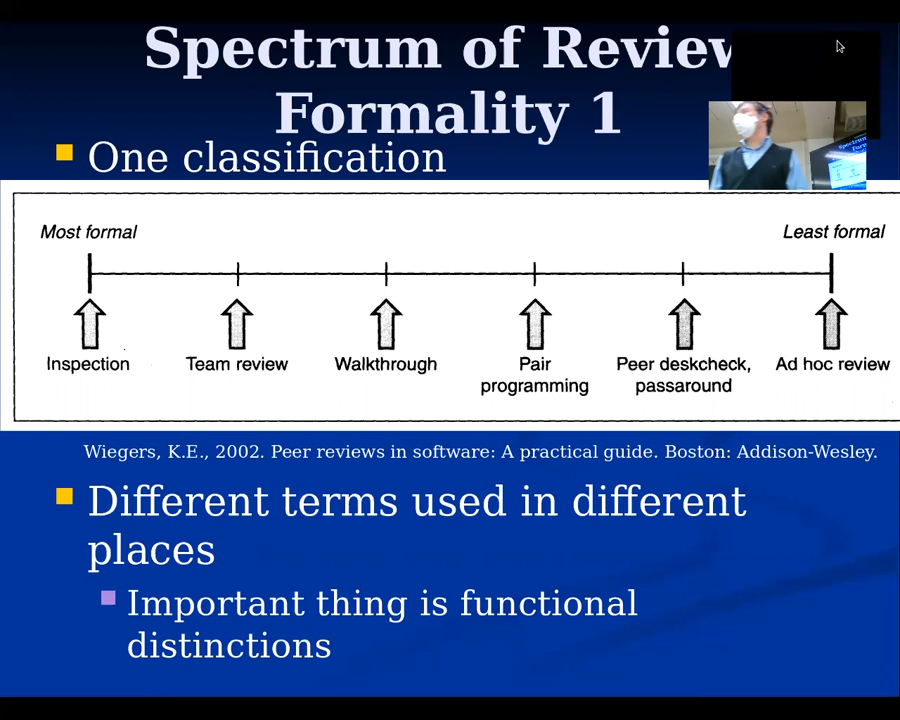 Spectrum of Review
Formality 1
One classification
Most formal
Least formal
Inspection
Team review
Walkthrough
Pair
programming
Peer deskcheck,
passaround
Ad hoc review
Wiegers, K.E., 2002. Peer reviews in software: A practical guide. Boston: Addison-Wesley.
Different terms used in different
places
Important thing is functional
distinctions